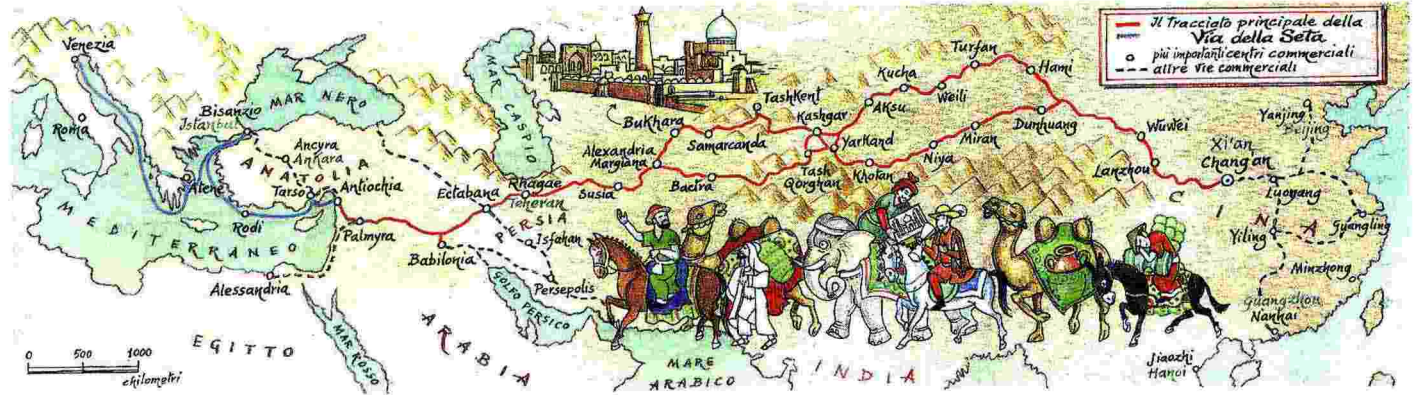 Il Tracciato principale della
Via della Seta
più importanti centri commerciali
altre vie commerciali
Venezia
Roma
Bisanzio
Istanbul
MAR NERO
Ancyra
Ankara
ANATOLIA
Atene
Tarso
Antiochia
Rodi
MEDITERRANEO
Alessandria
Palmyra
Babilonia
Ectabana
MAR CASPIO
Rhagae
Teheran
PERSIA
Isfahan
Persepolis
GOLFO PERSICO
Susia
Alexandria
Margiana
Bukhara
Samarcanda
Bactra
Tashkent
Kashgar
Tash
Qorghan
Yarkand
Khotan
Aksu
Kucha
Weili
Turfan
Hami
Niya
Miran
Dunhuang
Wuwei
Lanzhou
Xi'an
Chang'an
Yanjing
Beijing
Luoyang
CINA
Yiling
Guangling
Minzhong
Guangzhou
Nanhai
Jiaozhi
Hanoi
EGITTO
MAR ROSSO
ARABIA
MARE
ARABICO
INDIA
0 500 1000
chilometri